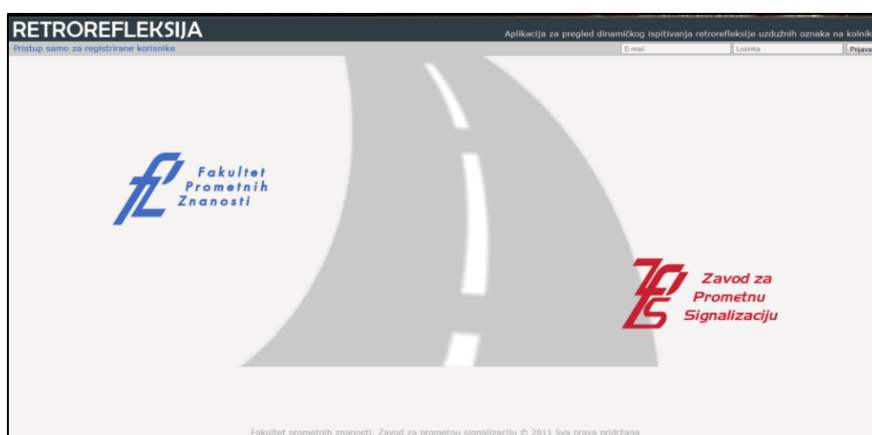 RETROREFLEKSIJA
Aplikacija za pregled dinamičkog ispitivanja retrorefleksije uzdužnih oznaka na kolniku
Pristup samo za registrirane korisnike
E-mail
Lozinka
Prijava
Fakultet
Prometnih
Znanosti
Zavod za
Prometnu
Signalizaciju
Fakultet prometnih znanosti, Zavod za prometnu signalizaciju © 2011 Sva prava pridržana